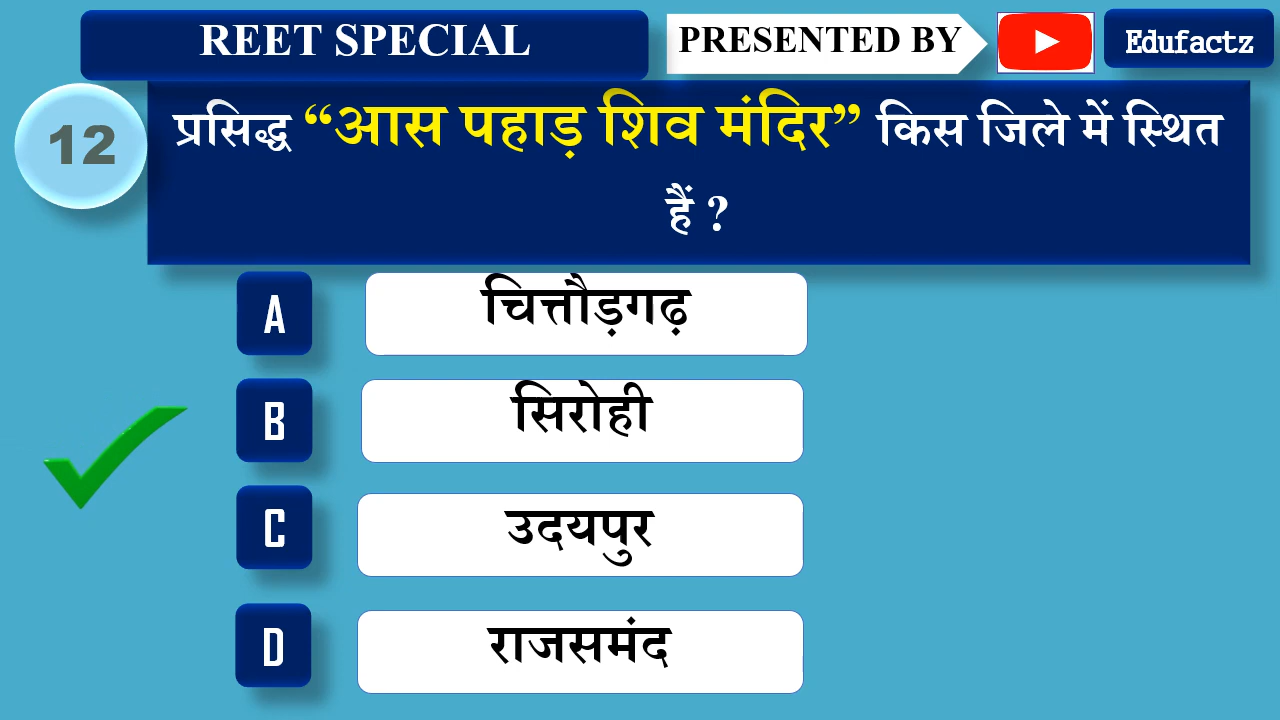 REET SPECIAL
PRESENTED BY
Edufactz
12
प्रसिद्ध “आस पहाड़ शिव मंदिर” किस जिले में स्थित
हैं ?
A
चित्तौड़गढ़
B
सिरोही
C
उदयपुर
D
राजसमंद